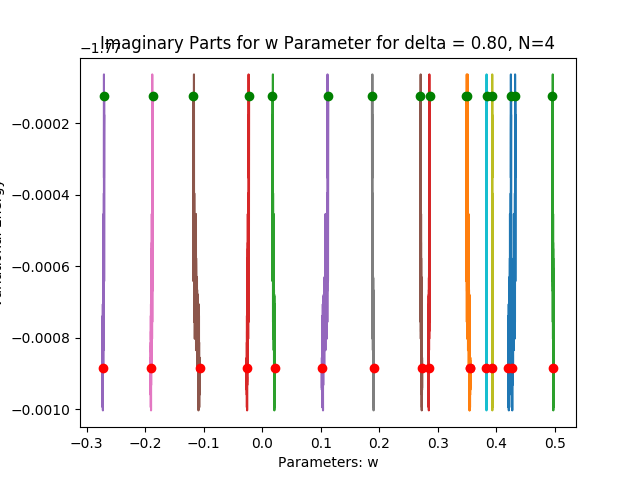 Imaginary Parts for w Parameter for delta = 0.80, N=4
−1.77
−0.0002
−0.0004
−0.0006
−0.0008
−0.0010
−0.3 −0.2 −0.1 0.0 0.1 0.2 0.3 0.4 0.5
Parameters: w